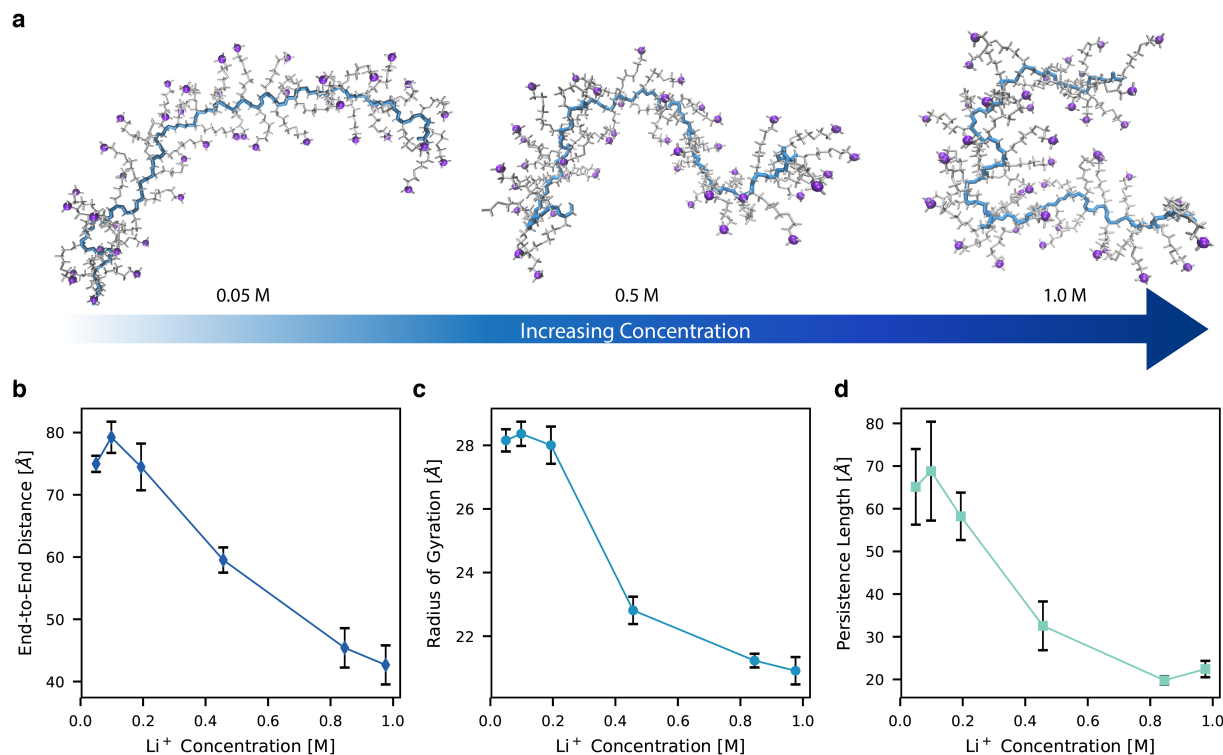 a
0.05 M
0.5 M
1.0 M
Increasing Concentration
b
End-to-End Distance [Å]
80
70
60
50
40
0.0 0.2 0.4 0.6 0.8 1.0
Li⁺ Concentration [M]
c
Radius of Gyration [Å]
28
26
24
22
0.0 0.2 0.4 0.6 0.8 1.0
Li⁺ Concentration [M]
d
Persistence Length [Å]
80
70
60
50
40
30
20
0.0 0.2 0.4 0.6 0.8 1.0
Li⁺ Concentration [M]